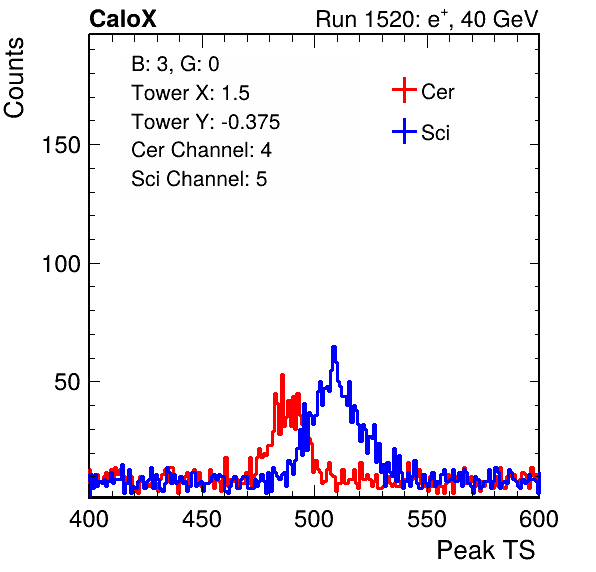 CaloX Run 1520: e⁺, 40 GeV
Counts
B: 3, G: 0
Tower X: 1.5
Tower Y: -0.375
Cer Channel: 4
Sci Channel: 5
Cer
Sci
150
100
50
400 450 500 550 600
Peak TS